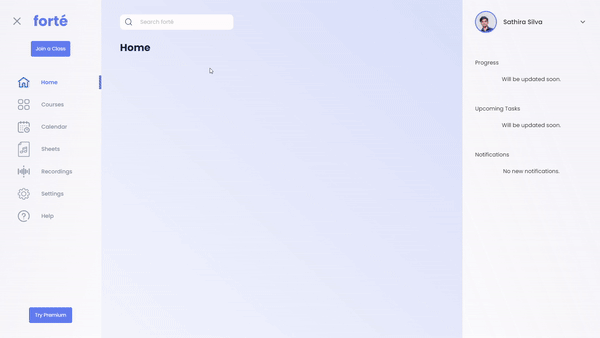 forté
Join a Class
Home
Courses
Calendar
Sheets
Recordings
Settings
Help
Try Premium
Search forté
Home
Sathira Silva
Progress
Will be updated soon.
Upcoming Tasks
Will be updated soon.
Notifications
No new notifications.